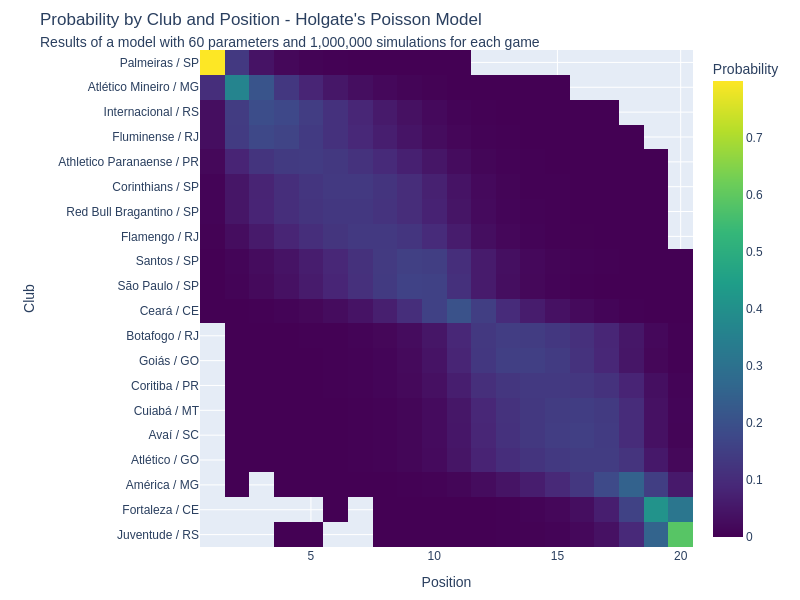 Probability by Club and Position - Holgate's Poisson Model
Results of a model with 60 parameters and 1,000,000 simulations for each game
Probability
Club
Palmeiras / SP
Atlético Mineiro / MG
Internacional / RS
Fluminense / RJ
Athletico Paranaense / PR
Corinthians / SP
Red Bull Bragantino / SP
Flamengo / RJ
Santos / SP
São Paulo / SP
Ceará / CE
Botafogo / RJ
Goiás / GO
Coritiba / PR
Cuiabá / MT
Avaí / SC
Atlético / GO
América / MG
Fortaleza / CE
Juventude / RS
0.7
0.6
0.5
0.4
0.3
0.2
0.1
0
5 10 15 20
Position